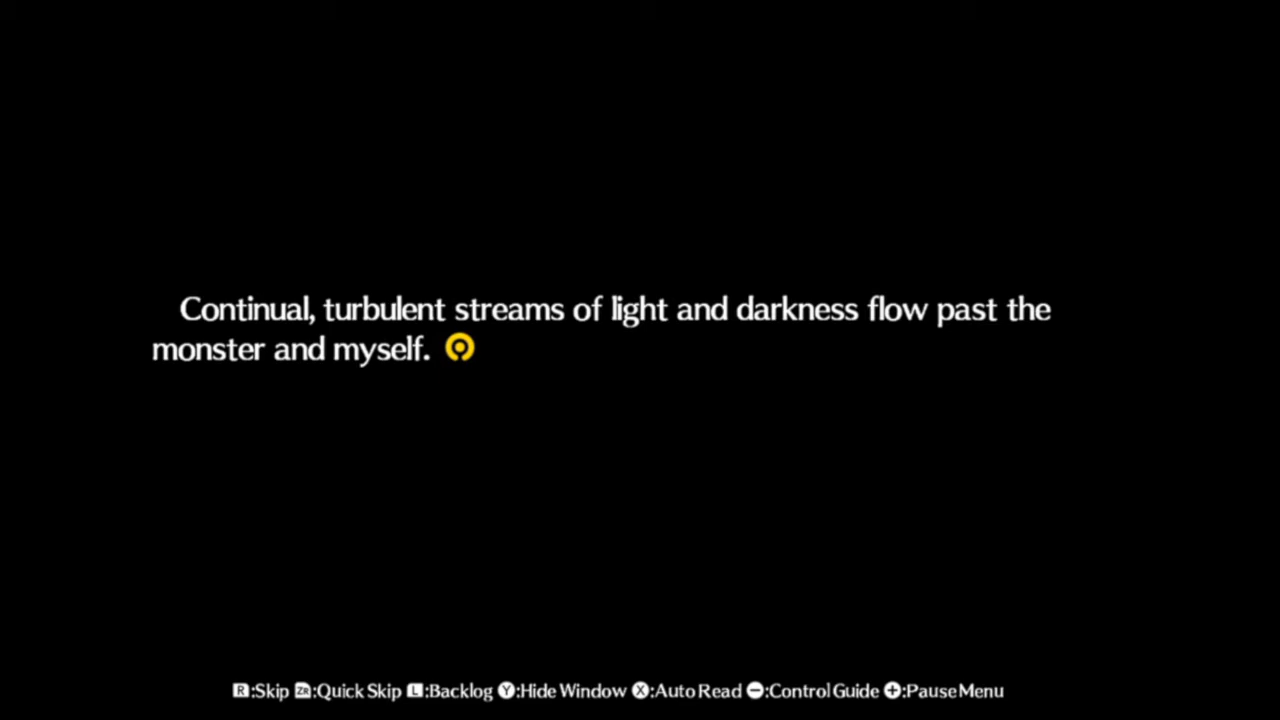 Continual, turbulent streams of light and darkness flow past the
monster and myself.
R:Skip ZR:Quick Skip L:Backlog Y:Hide Window X:Auto Read −:Control Guide +:Pause Menu